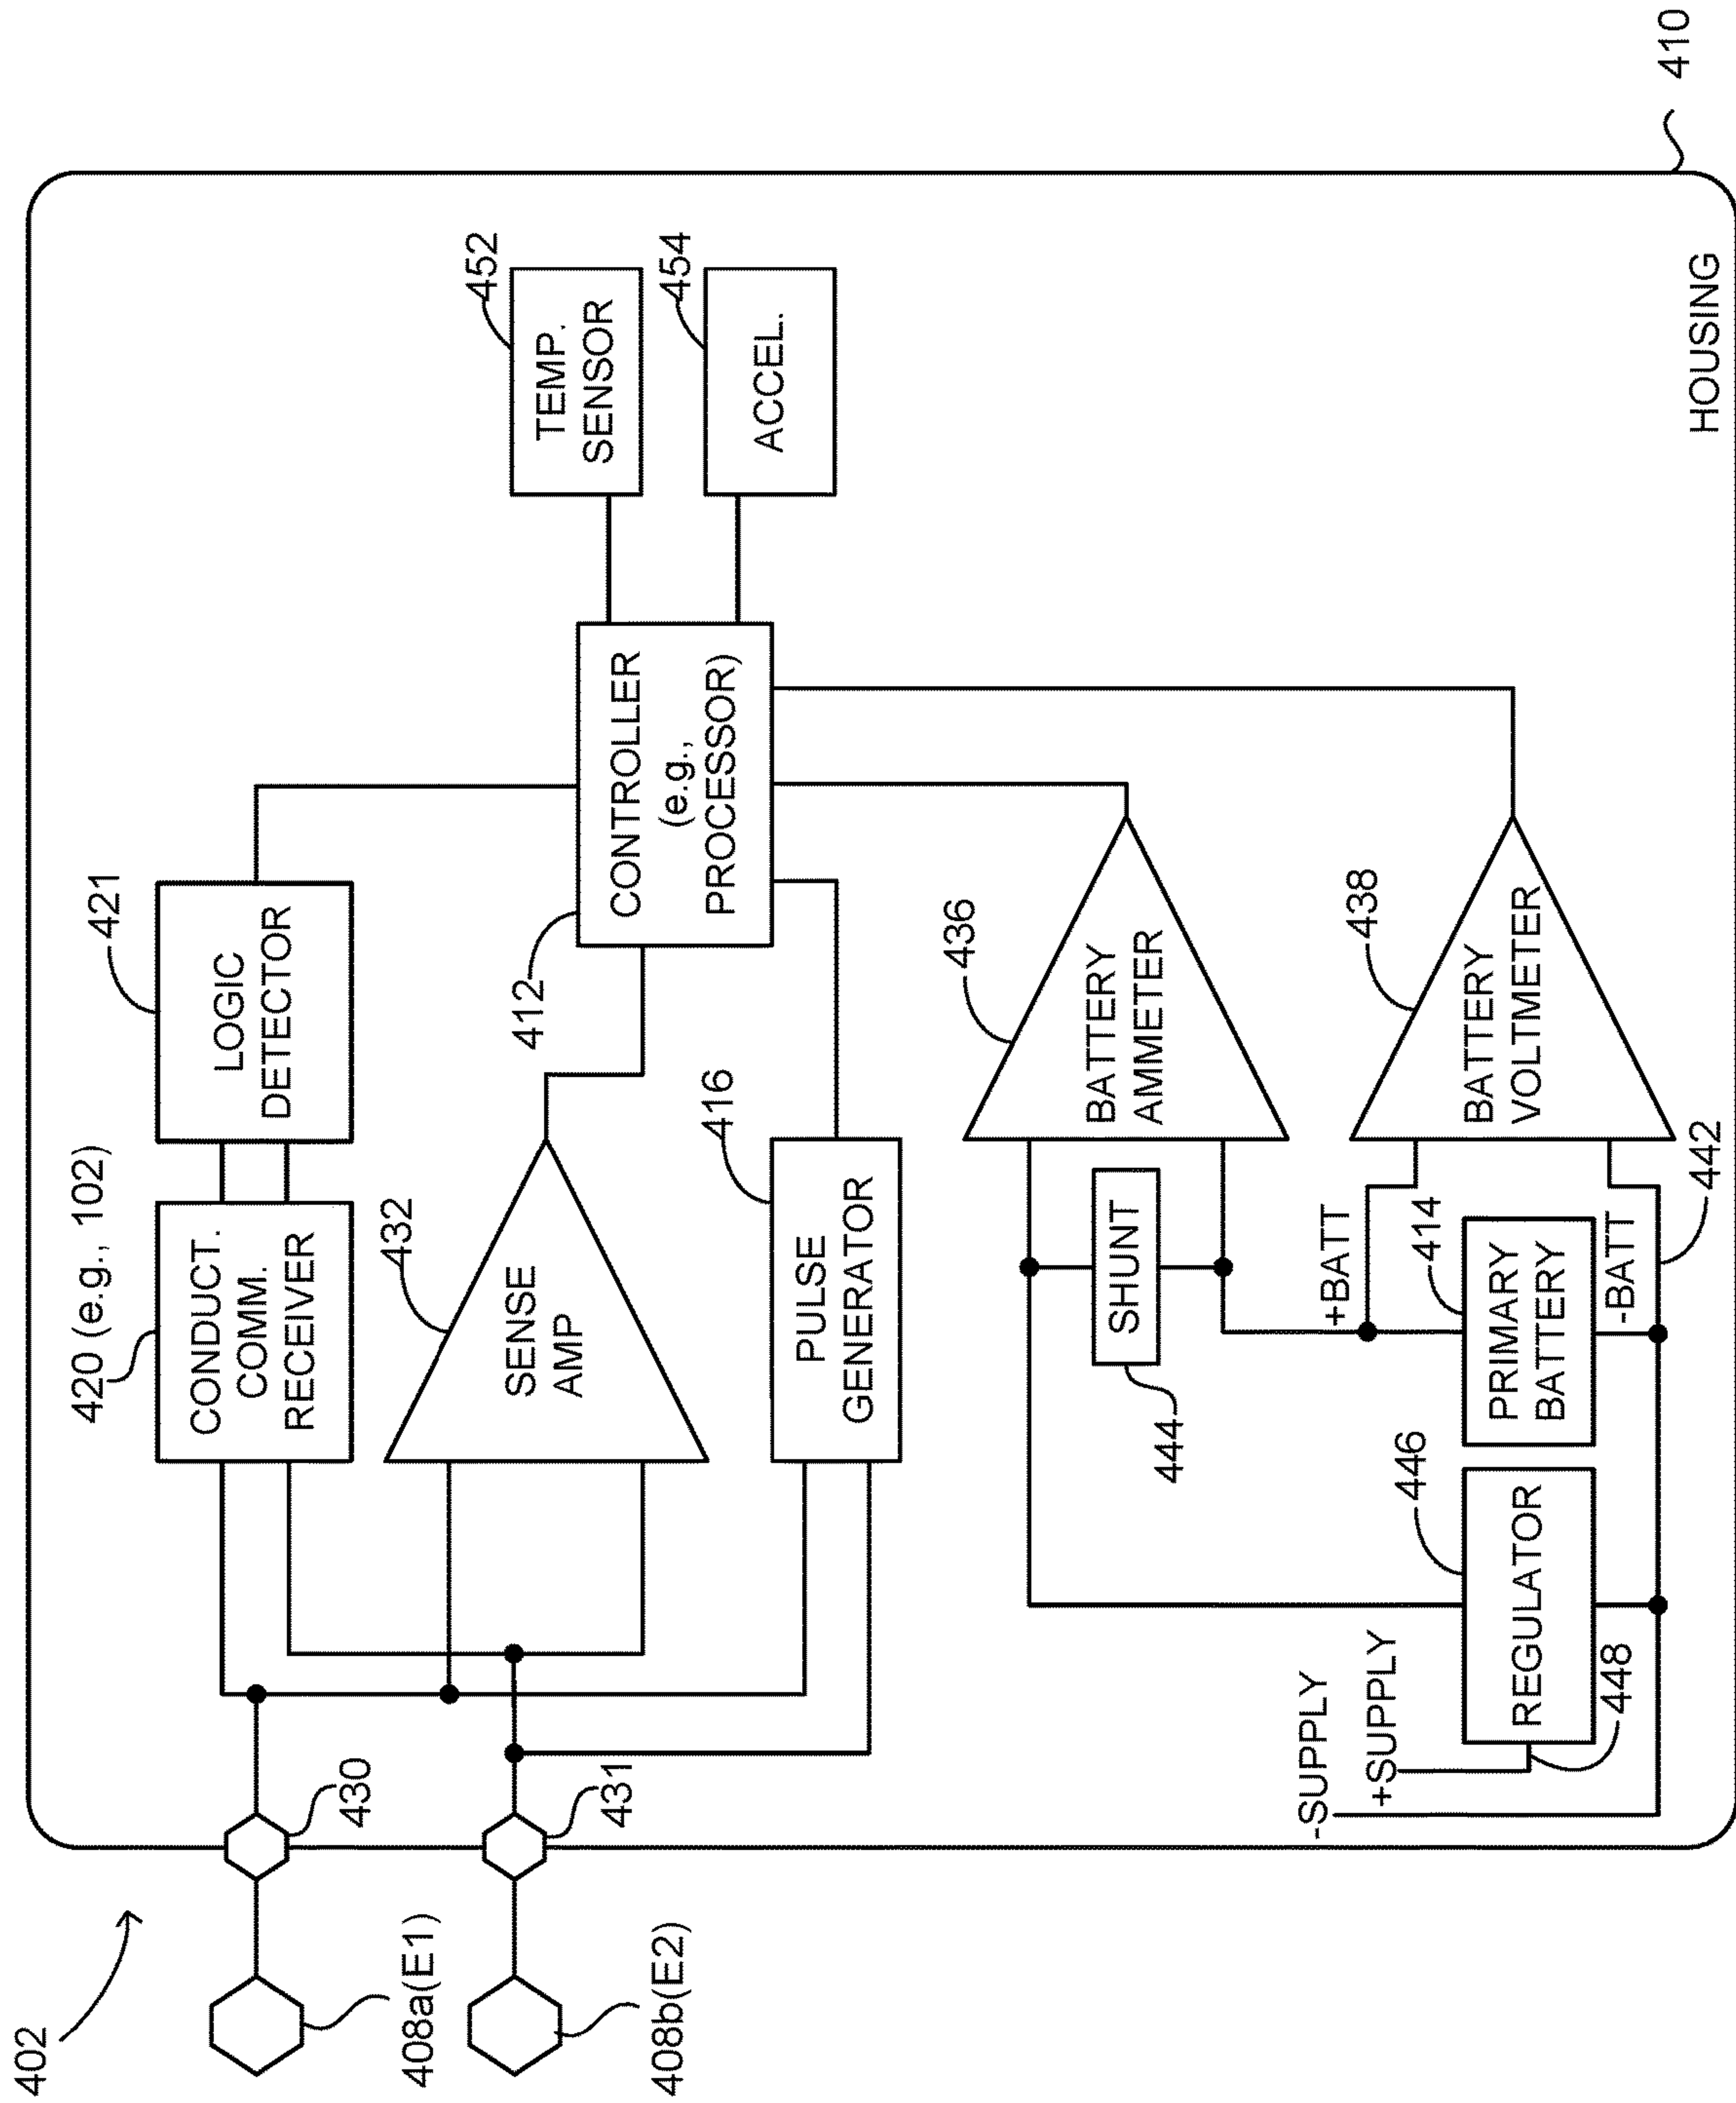 402
408a(E1)
408b(E2)
430
431
420 (e.g., 102)
CONDUCT.
COMM.
RECEIVER
421
LOGIC
DETECTOR
432
SENSE
AMP
416
PULSE
GENERATOR
412
CONTROLLER
(e.g.,
PROCESSOR)
452
TEMP.
SENSOR
454
ACCEL.
436
BATTERY
AMMETER
SHUNT
444
438
BATTERY
VOLTMETER
+BATT
414
PRIMARY
BATTERY
-BATT
442
446
REGULATOR
448
-SUPPLY
+SUPPLY
HOUSING
410